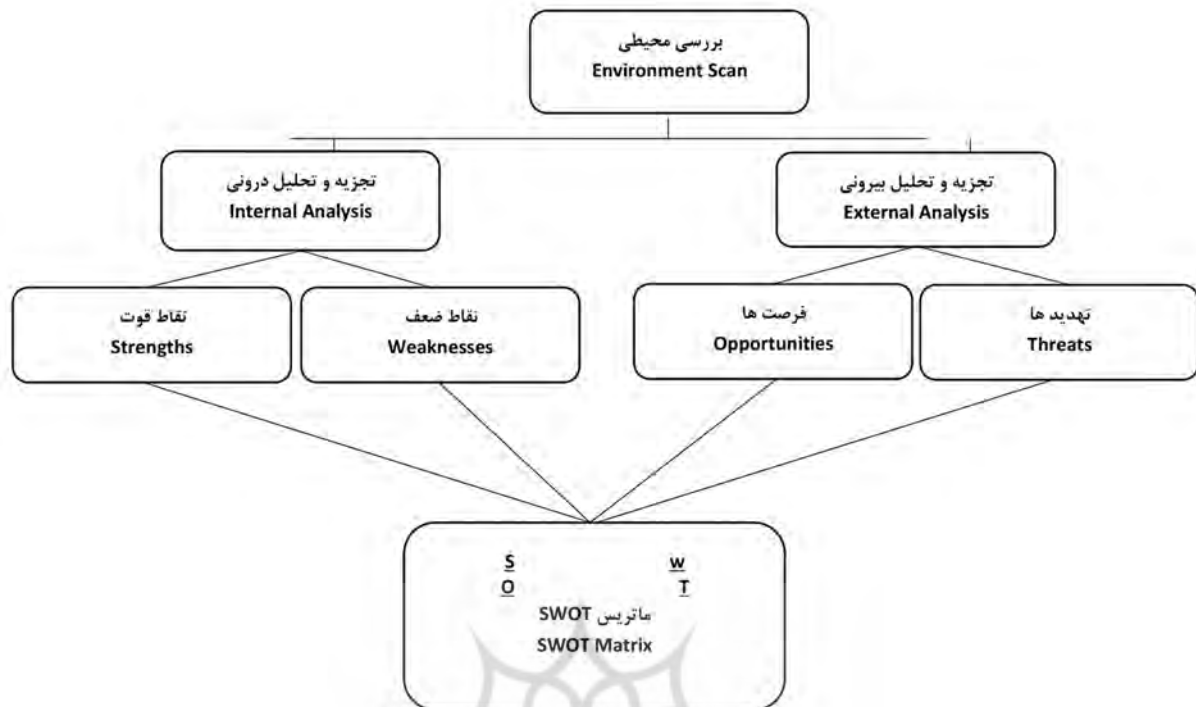 بررسی محیطی
Environment Scan
تجزیه و تحلیل درونی
Internal Analysis
تجزیه و تحلیل بیرونی
External Analysis
نقاط قوت
Strengths
نقاط ضعف
Weaknesses
فرصت ها
Opportunities
تهدید ها
Threats
S w
O T
ماتریس SWOT
SWOT Matrix